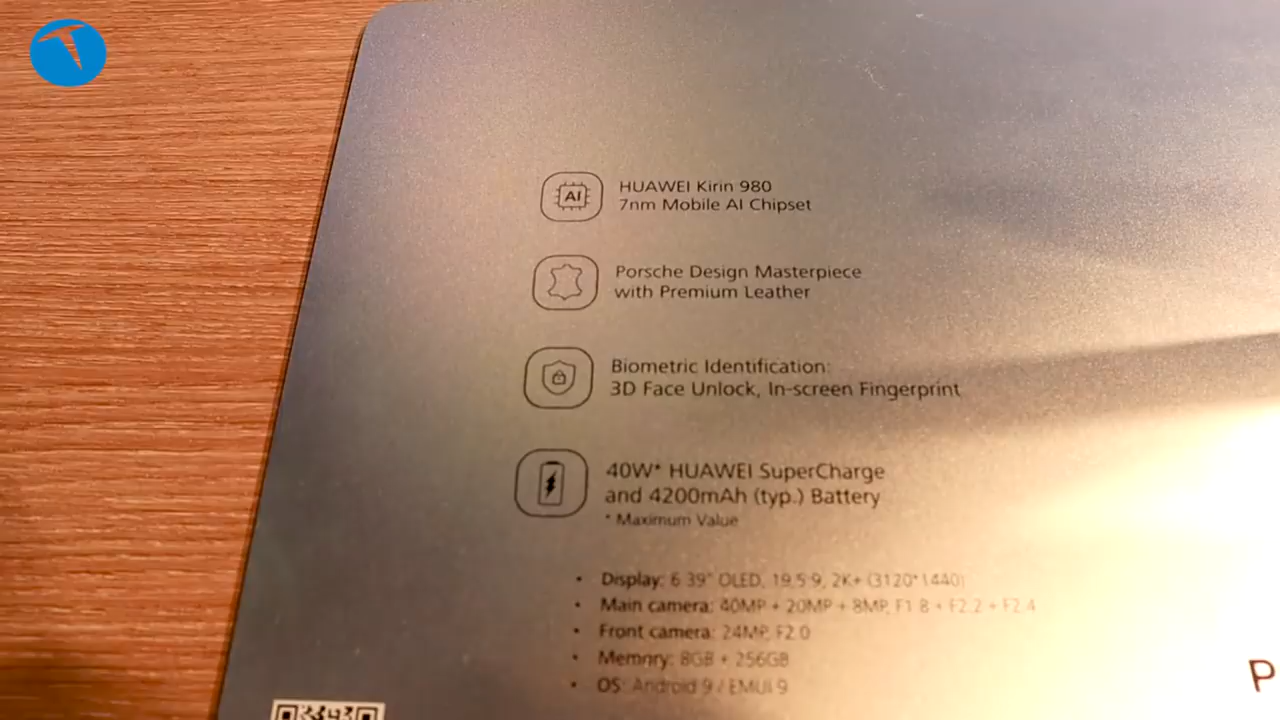 AI
HUAWEI Kirin 980
7nm Mobile AI Chipset
Porsche Design Masterpiece
with Premium Leather
Biometric Identification:
3D Face Unlock, In-screen Fingerprint
40W* HUAWEI SuperCharge
and 4200mAh (typ.) Battery
* Maximum Value
• Display: 6.39" OLED, 19.5:9, 2K+ (3120*1440)
• Main camera: 40MP + 20MP + 8MP, F1.8 + F2.2 + F2.4
• Front camera: 24MP, F2.0
• Memory: 8GB + 256GB
• OS: Android 9 / EMUI 9
P